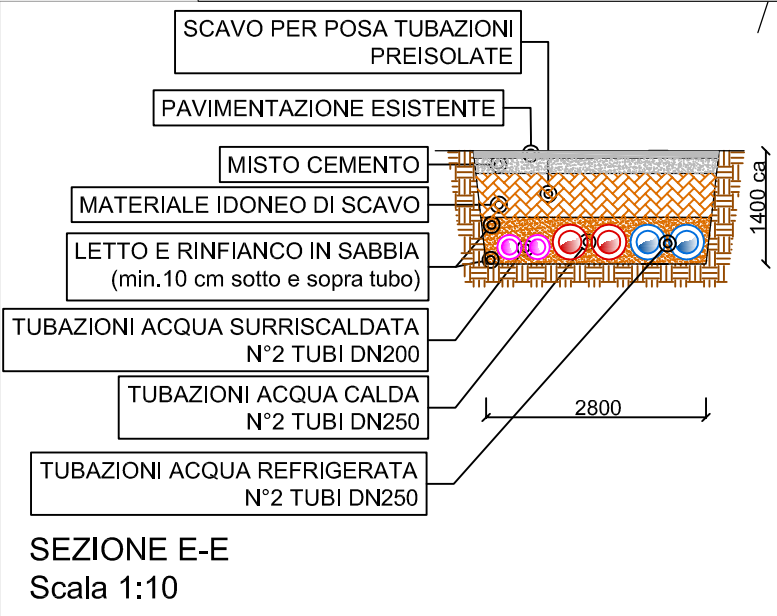 SCAVO PER POSA TUBAZIONI
PREISOLATE
PAVIMENTAZIONE ESISTENTE
MISTO CEMENTO
MATERIALE IDONEO DI SCAVO
LETTO E RINFIANCO IN SABBIA
(min.10 cm sotto e sopra tubo)
TUBAZIONI ACQUA SURRISCALDATA
N°2 TUBI DN200
TUBAZIONI ACQUA CALDA
N°2 TUBI DN250
TUBAZIONI ACQUA REFRIGERATA
N°2 TUBI DN250
1400 ca
2800
SEZIONE E-E
Scala 1:10